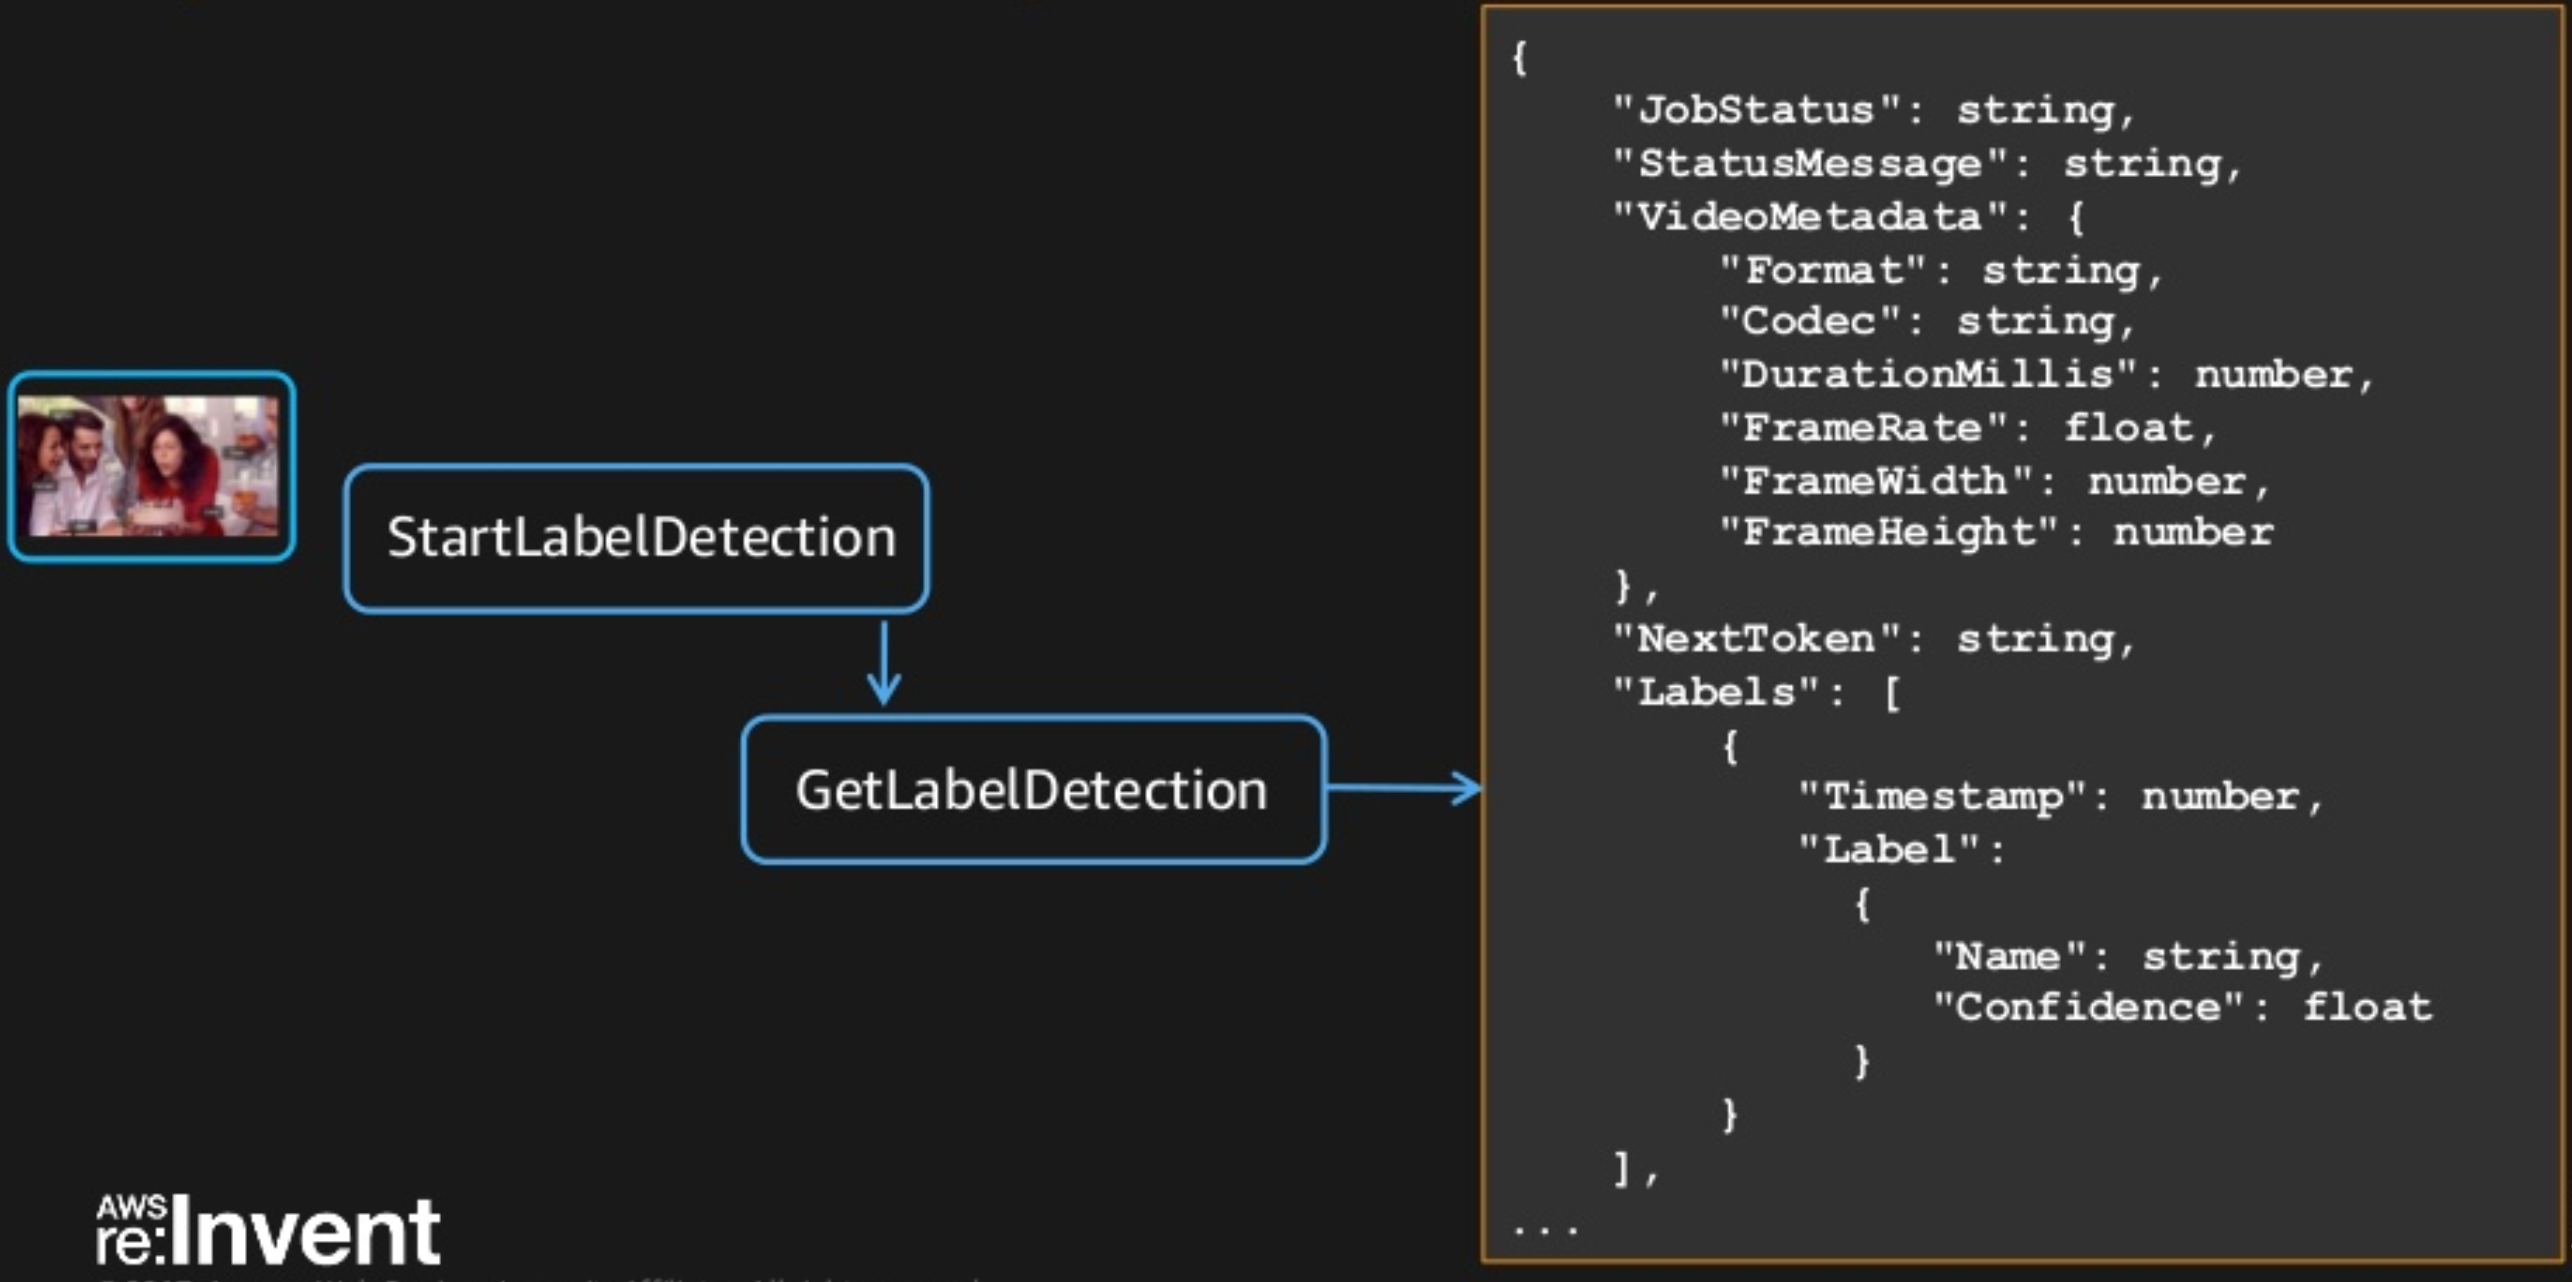 StartLabelDetection
GetLabelDetection
{
"JobStatus": string,
"StatusMessage": string,
"VideoMetadata": {
"Format": string,
"Codec": string,
"DurationMillis": number,
"FrameRate": float,
"FrameWidth": number,
"FrameHeight": number
},
"NextToken": string,
"Labels": [
{
"Timestamp": number,
"Label":
{
"Name": string,
"Confidence": float
}
}
],
...
AWS
re:Invent